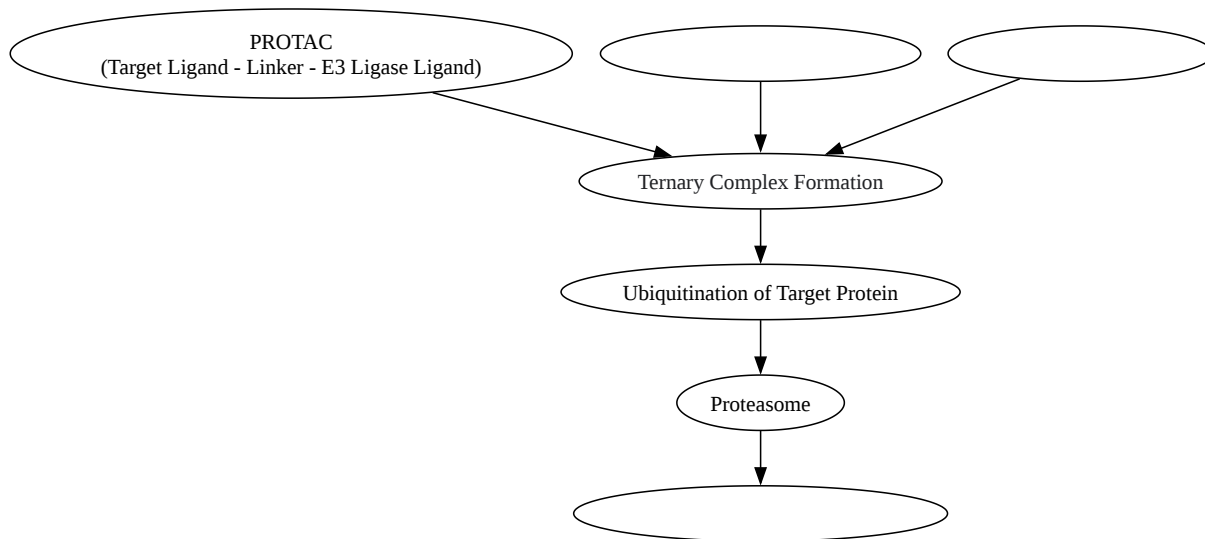 PROTAC
(Target Ligand - Linker - E3 Ligase Ligand)
Ternary Complex Formation
Ubiquitination of Target Protein
Proteasome